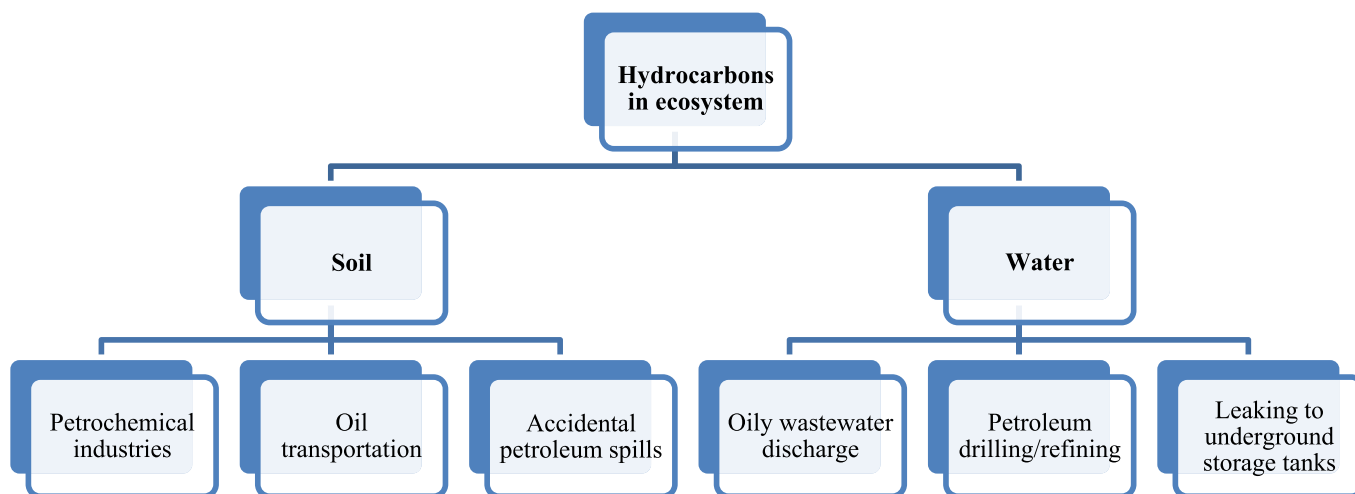 Hydrocarbons
in ecosystem
Soil
Water
Petrochemical
industries
Oil
transportation
Accidental
petroleum spills
Oily wastewater
discharge
Petroleum
drilling/refining
Leaking to
underground
storage tanks